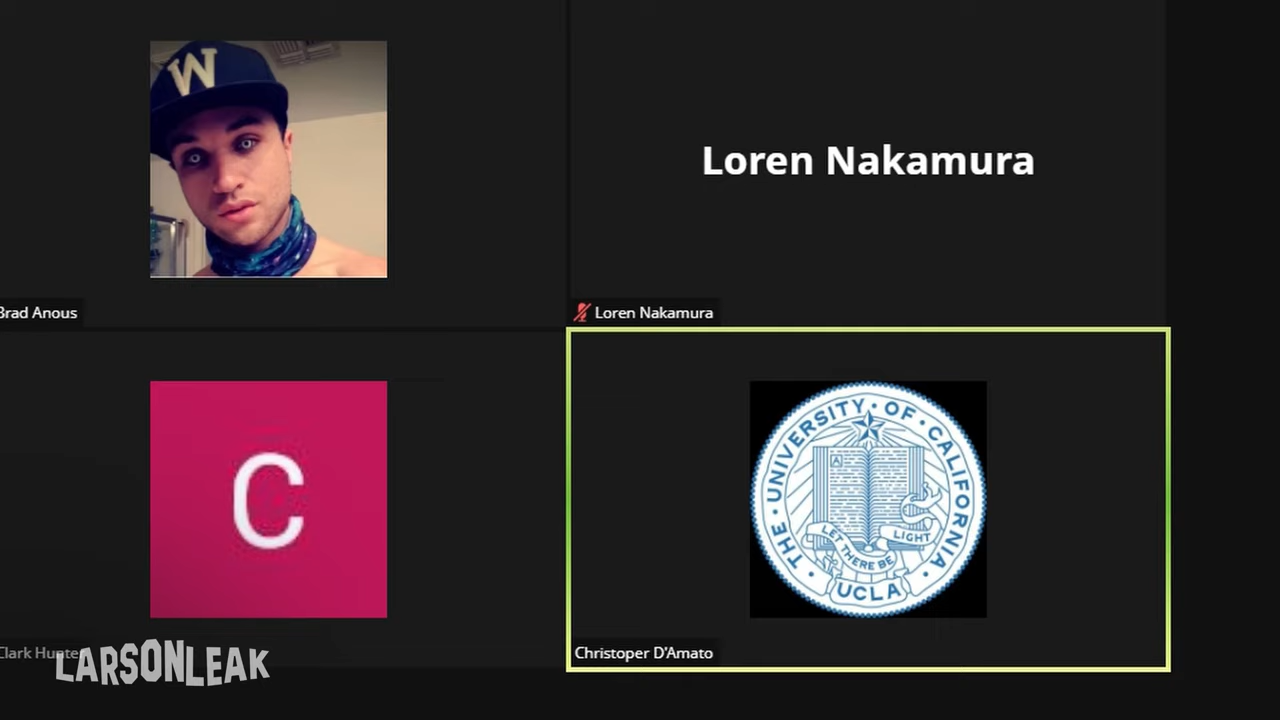 W
Loren Nakamura
Brad Anous
Loren Nakamura
C
THE · UNIVERSITY · OF · CALIFORNIA ·
A
LET THERE BE LIGHT
UCLA
Clark Hunter
Christoper D'Amato
LARSONLEAK